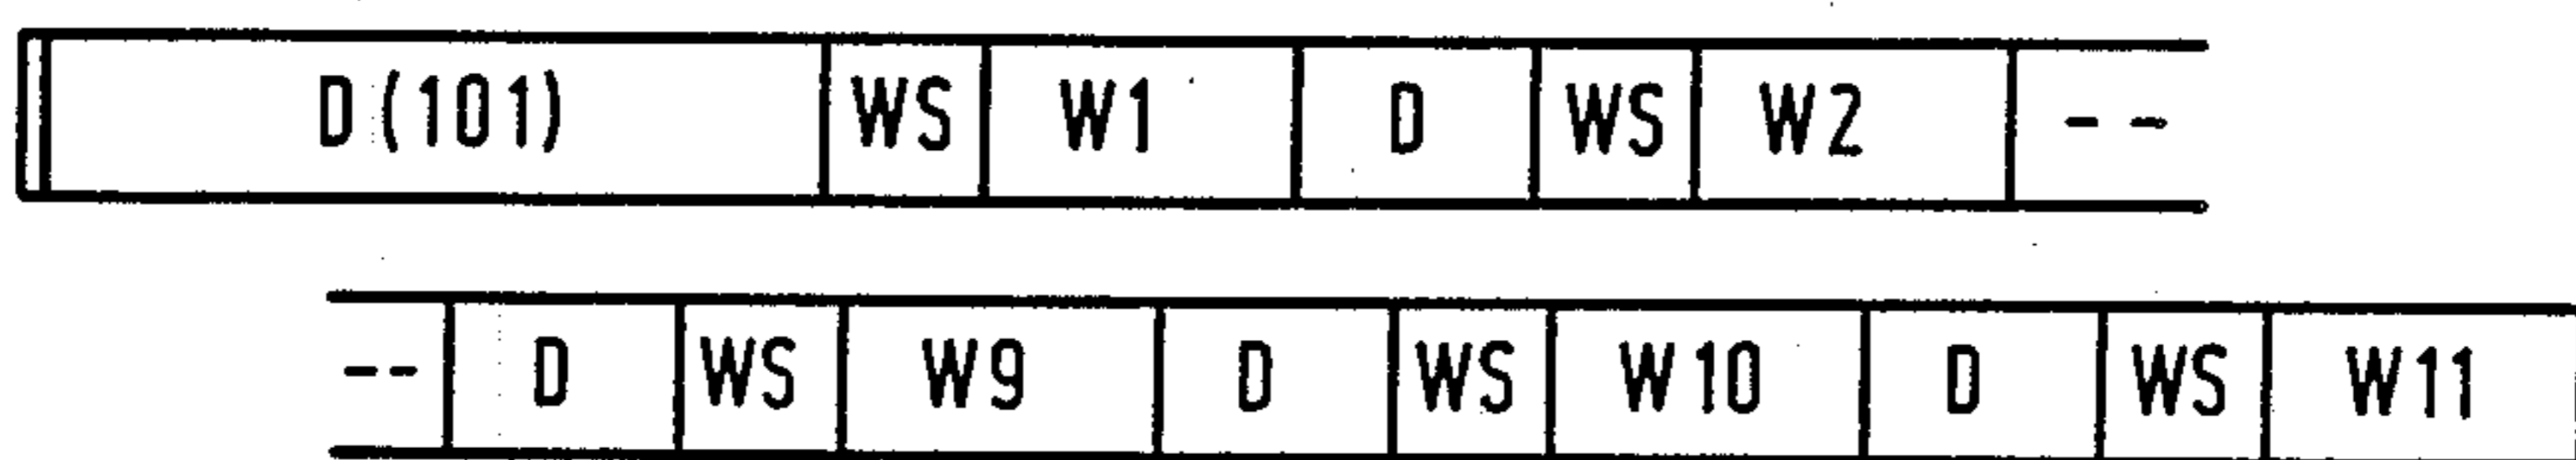 D(101) WS W1 D WS W2 --
-- D WS W9 D WS W10 D WS W11